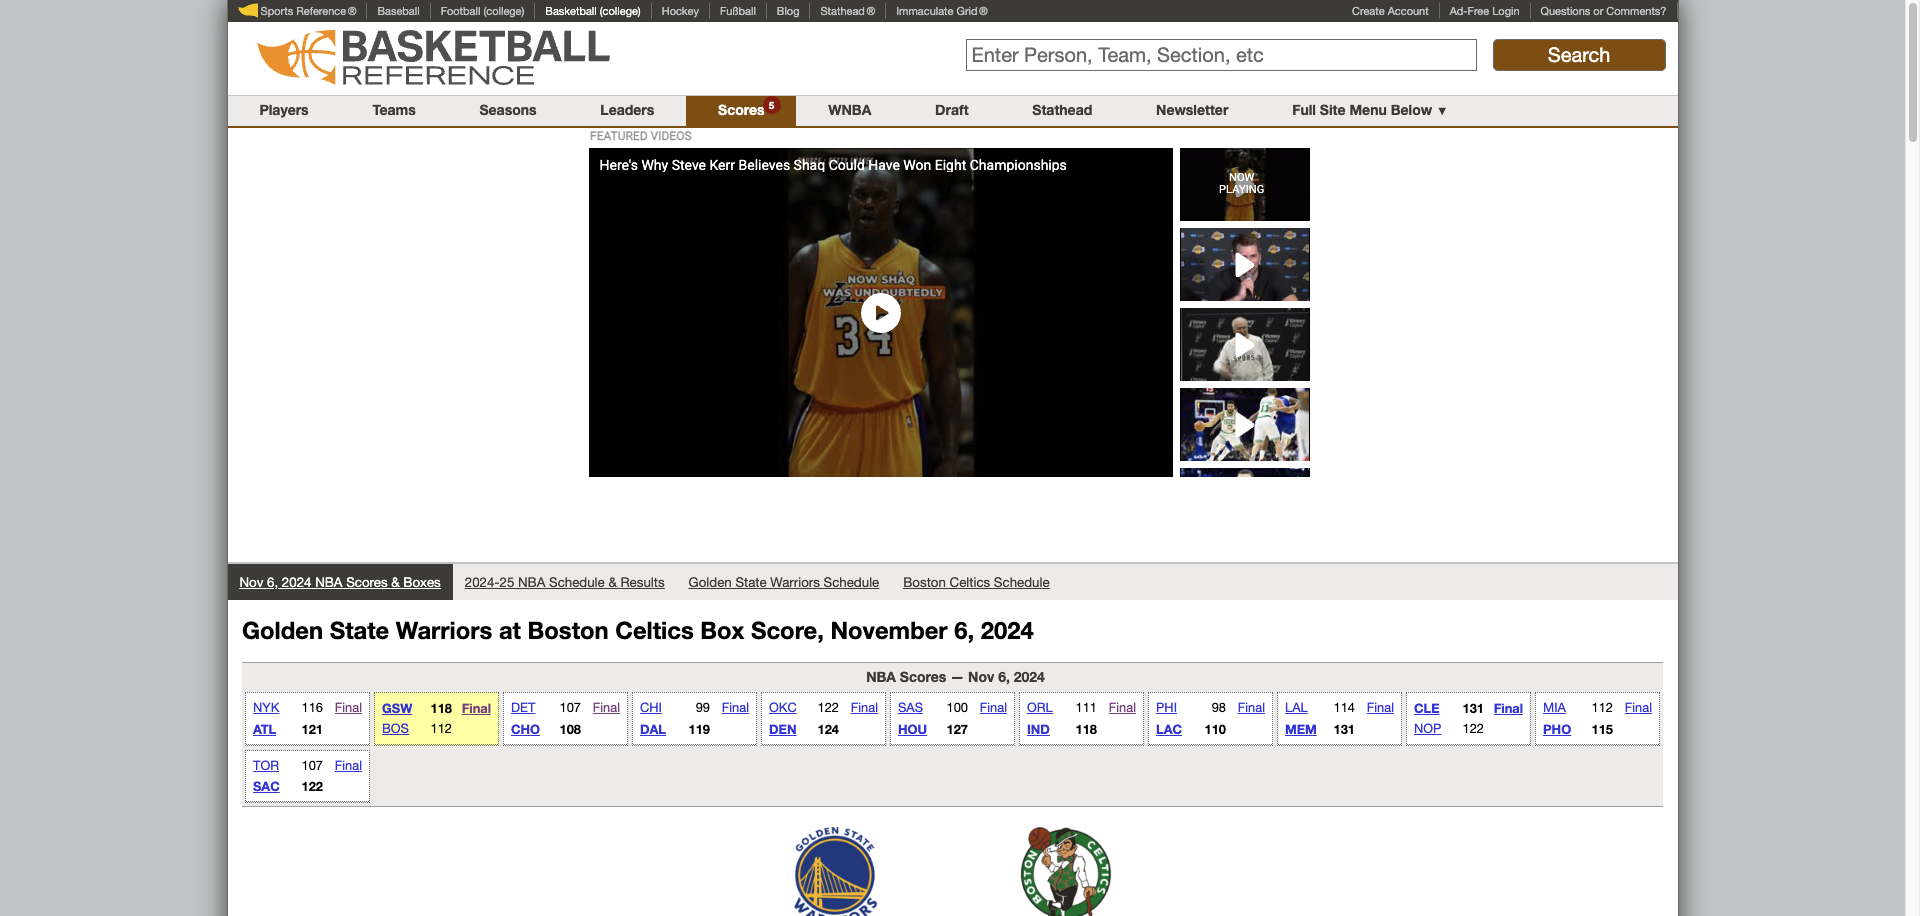 Sports Reference®
Baseball
Football (college)
Basketball (college)
Hockey
Fußball
Blog
Stathead®
Immaculate Grid®
Create Account
Ad-Free Login
Questions or Comments?
BASKETBALL
REFERENCE
Enter Person, Team, Section, etc
Search
Players
Teams
Seasons
Leaders
Scores 5
WNBA
Draft
Stathead
Newsletter
Full Site Menu Below ▼
FEATURED VIDEOS
Here's Why Steve Kerr Believes Shaq Could Have Won Eight Championships
NOW SHAQ
WAS UNDOUBTEDLY
34
NOW
PLAYING
SPURS
Nov 6, 2024 NBA Scores & Boxes
2024-25 NBA Schedule & Results
Golden State Warriors Schedule
Boston Celtics Schedule
Golden State Warriors at Boston Celtics Box Score, November 6, 2024
NBA Scores — Nov 6, 2024
NYK 116 Final
ATL 121
GSW 118 Final
BOS 112
DET 107 Final
CHO 108
CHI 99 Final
DAL 119
OKC 122 Final
DEN 124
SAS 100 Final
HOU 127
ORL 111 Final
IND 118
PHI 98 Final
LAC 110
LAL 114 Final
MEM 131
CLE 131 Final
NOP 122
MIA 112 Final
PHO 115
TOR 107 Final
SAC 122
GOLDEN STATE
WARRIORS
BOSTON CELTICS